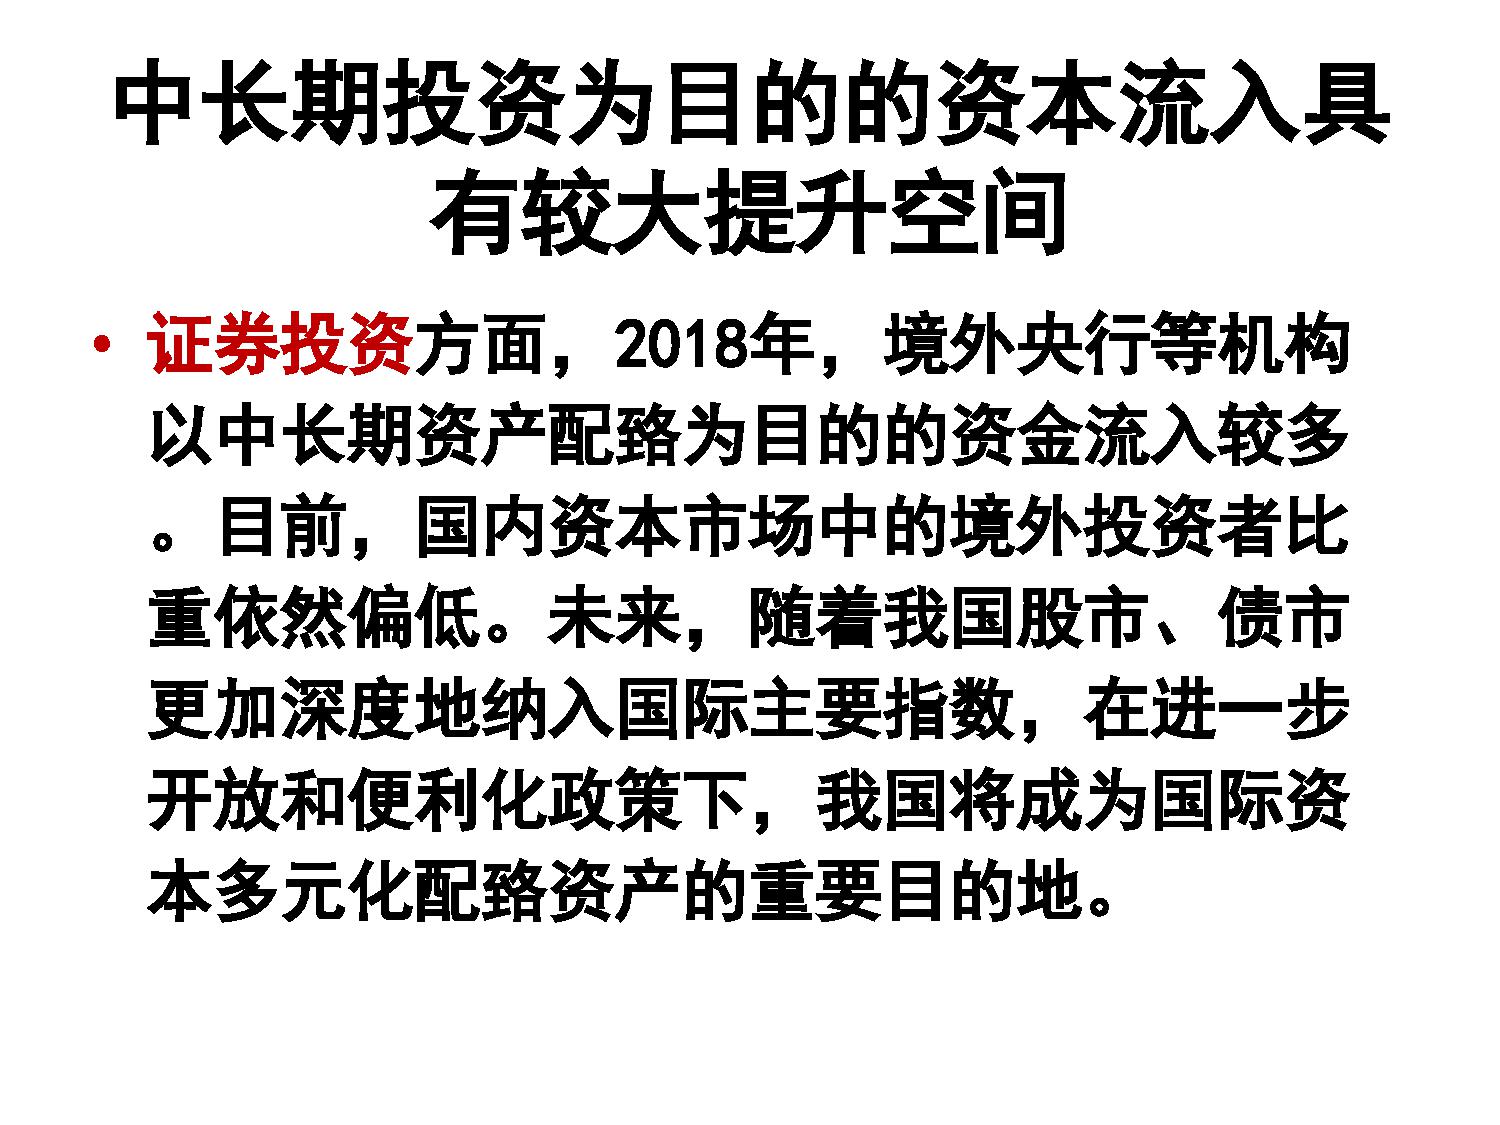 中长期投资为目的的资本流入具
有较大提升空间
• 证券投资方面，2018年，境外央行等机构
以中长期资产配臵为目的的资金流入较多
。目前，国内资本市场中的境外投资者比
重依然偏低。未来，随着我国股市、债市
更加深度地纳入国际主要指数，在进一步
开放和便利化政策下，我国将成为国际资
本多元化配臵资产的重要目的地。